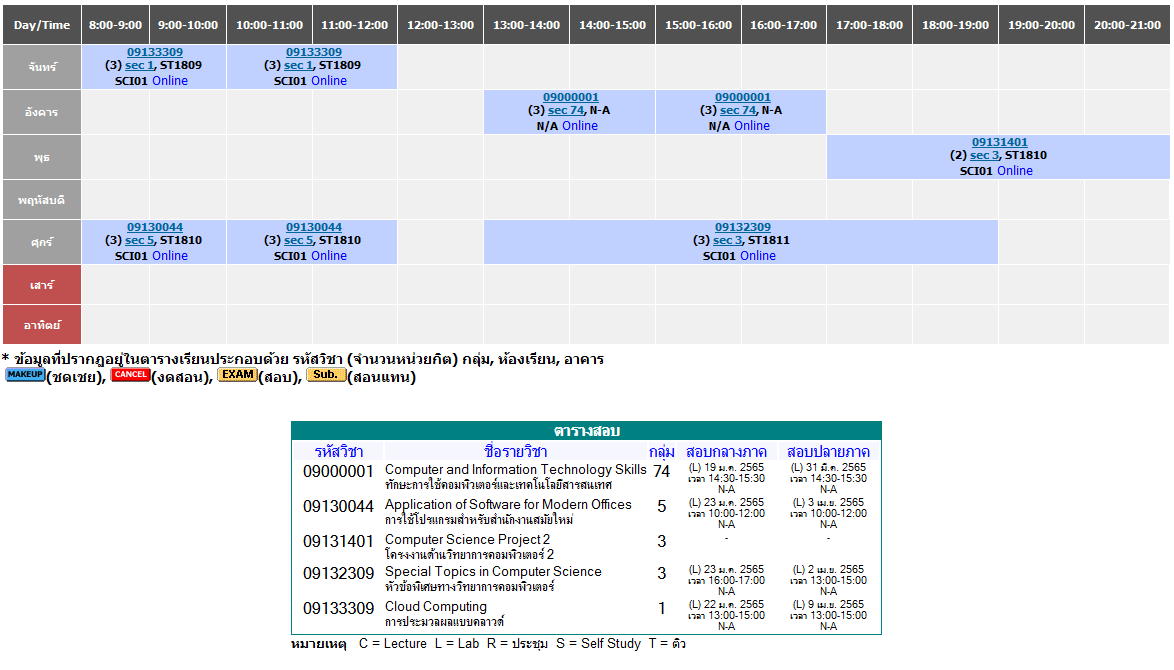 Day/Time 8:00-9:00 9:00-10:00 10:00-11:00 11:00-12:00 12:00-13:00 13:00-14:00 14:00-15:00 15:00-16:00 16:00-17:00 17:00-18:00 18:00-19:00 19:00-20:00 20:00-21:00
09133309 09133309
จันทร์ (3) sec 1, ST1809 (3) sec 1, ST1809
SCI01 Online SCI01 Online
09000001 09000001
อังคาร (3) sec 74, N-A (3) sec 74, N-A
N/A Online N/A Online
09131401
พุธ (2) sec 3, ST1810
SCI01 Online
พฤหัสบดี
09130044 09130044 09132309
ศุกร์ (3) sec 5, ST1810 (3) sec 5, ST1810 (3) sec 3, ST1811
SCI01 Online SCI01 Online SCI01 Online
เสาร์
อาทิตย์
* ข้อมูลที่ปรากฏอยู่ในตารางเรียนประกอบด้วย รหัสวิชา (จำนวนหน่วยกิต) กลุ่ม, ห้องเรียน, อาคาร
MAKEUP(ชดเชย), CANCEL(งดสอน), EXAM(สอบ), Sub.(สอนแทน)
ตารางสอบ
รหัสวิชา ชื่อรายวิชา กลุ่ม สอบกลางภาค สอบปลายภาค
09000001 Computer and Information Technology Skills 74 (L) 19 ม.ค. 2565 (L) 31 มี.ค. 2565
ทักษะการใช้คอมพิวเตอร์และเทคโนโลยีสารสนเทศ เวลา 14:30-15:30 เวลา 14:30-15:30
N-A N-A
09130044 Application of Software for Modern Offices 5 (L) 23 ม.ค. 2565 (L) 3 เม.ย. 2565
การใช้โปรแกรมสำหรับสำนักงานสมัยใหม่ เวลา 10:00-12:00 เวลา 10:00-12:00
N-A N-A
09131401 Computer Science Project 2 3 - -
โครงงานด้านวิทยาการคอมพิวเตอร์ 2
09132309 Special Topics in Computer Science 3 (L) 23 ม.ค. 2565 (L) 2 เม.ย. 2565
หัวข้อพิเศษทางวิทยาการคอมพิวเตอร์ เวลา 16:00-17:00 เวลา 13:00-15:00
N-A N-A
09133309 Cloud Computing 1 (L) 22 ม.ค. 2565 (L) 9 เม.ย. 2565
การประมวลผลแบบคลาวด์ เวลา 13:00-15:00 เวลา 13:00-15:00
N-A N-A
หมายเหตุ C = Lecture L = Lab R = ประชุม S = Self Study T = ติว